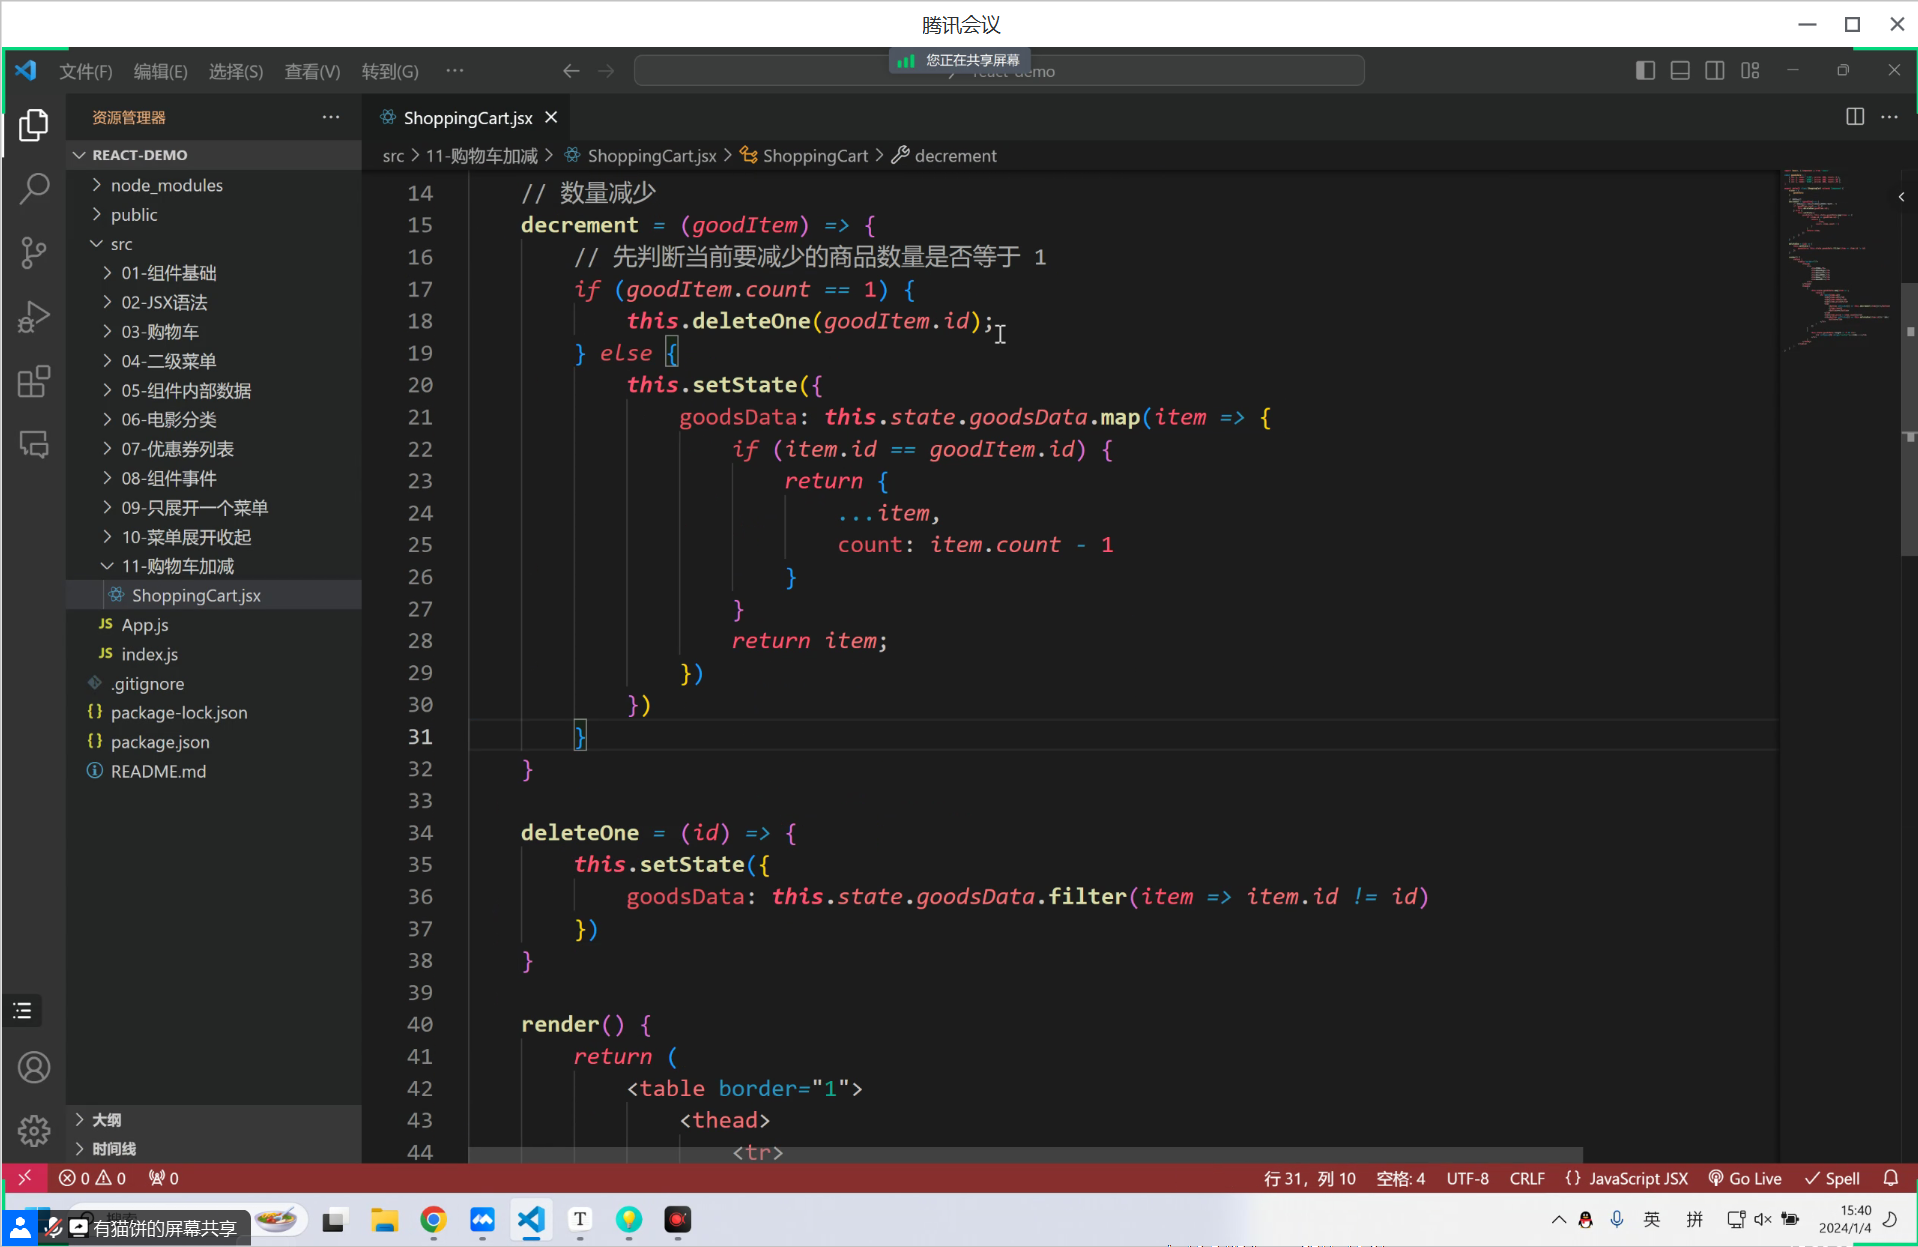 腾讯会议
文件(F) 编辑(E) 选择(S) 查看(V) 转到(G) ···
您正在共享屏幕
react-demo
资源管理器
ShoppingCart.jsx
REACT-DEMO
src > 11-购物车加减 > ShoppingCart.jsx > ShoppingCart > decrement
node_modules
public
src
01-组件基础
02-JSX语法
03-购物车
04-二级菜单
05-组件内部数据
06-电影分类
07-优惠券列表
08-组件事件
09-只展开一个菜单
10-菜单展开收起
11-购物车加减
ShoppingCart.jsx
JS App.js
JS index.js
.gitignore
{} package-lock.json
{} package.json
README.md
大纲
时间线
14 // 数量减少
15 decrement = (goodItem) => {
16 // 先判断当前要减少的商品数量是否等于 1
17 if (goodItem.count == 1) {
18 this.deleteOne(goodItem.id);
19 } else {
20 this.setState({
21 goodsData: this.state.goodsData.map(item => {
22 if (item.id == goodItem.id) {
23 return {
24 ...item,
25 count: item.count - 1
26 }
27 }
28 return item;
29 })
30 })
31 }
32 }
33
34 deleteOne = (id) => {
35 this.setState({
36 goodsData: this.state.goodsData.filter(item => item.id != id)
37 })
38 }
39
40 render() {
41 return (
42 <table border="1">
43 <thead>
44 <tr>
0 0 0
行 31，列 10 空格: 4 UTF-8 CRLF {} JavaScript JSX Go Live Spell
有猫饼的屏幕共享
T
英 拼
15:40
2024/1/4